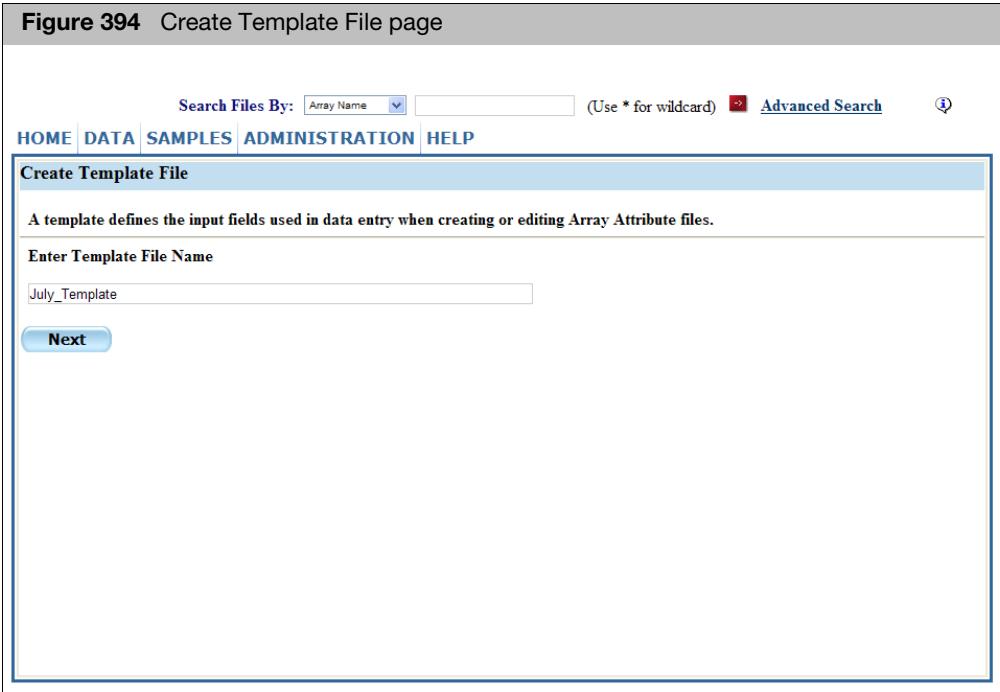 Figure 394 Create Template File page
Search Files By: Array Name (Use * for wildcard) Advanced Search
HOME DATA SAMPLES ADMINISTRATION HELP
Create Template File
A template defines the input fields used in data entry when creating or editing Array Attribute files.
Enter Template File Name
July_Template
Next